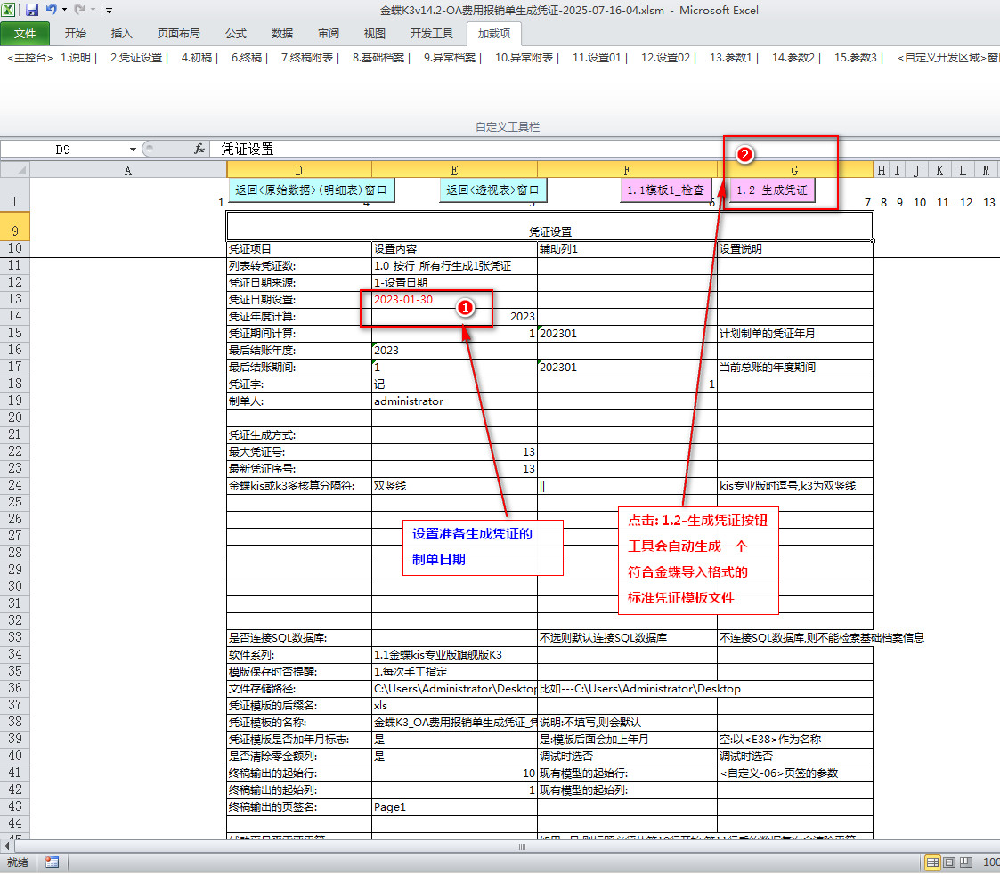 金蝶K3v14.2-OA费用报销单生成凭证-2025-07-16-04.xlsm - Microsoft Excel
文件 开始 插入 页面布局 公式 数据 审阅 视图 开发工具 加载项
<主控台> 1.说明 | 2.凭证设置 | 4.初稿 | 6.终稿 | 7.终稿附表 | 8.基础档案 | 9.异常档案 | 10.异常附表 | 11.设置01 | 12.设置02 | 13.参数1 | 14.参数2 | 15.参数3 | <自定义开发区域>窗
自定义工具栏
D9 fx 凭证设置
A D E F G H I J K L M
1 1 返回<原始数据>(明细表)窗口 4 返回<透视表>窗口 5 1.1模板1_检查 6 1.2-生成凭证 7 8 9 10 11 12 13
2
9 凭证设置
10 凭证项目 设置内容 辅助列1 设置说明
11 列表转凭证数: 1.0_按行_所有行生成1张凭证
12 凭证日期来源: 1-设置日期
13 凭证日期设置: 2023-01-30
1
14 凭证年度计算: 2023
15 凭证期间计算: 1 202301 计划制单的凭证年月
16 最后结账年度: 2023
17 最后结账期间: 1 202301 当前总账的年度期间
18 凭证字: 记 1
19 制单人: administrator
20
21 凭证生成方式:
22 最大凭证号: 13
23 最新凭证序号: 13
24 金蝶kis或k3多核算分隔符: 双竖线 || kis专业版时逗号,k3为双竖线
25
26
设置准备生成凭证的
制单日期
点击: 1.2-生成凭证按钮
工具会自动生成一个
符合金蝶导入格式的
标准凭证模板文件
27
28
29
30
31
32
33 是否连接SQL数据库: 不选则默认连接SQL数据库 不连接SQL数据库,则不能检索基础档案信息
34 软件系列: 1.1金蝶kis专业版旗舰版K3
35 模版保存时否提醒: 1.每次手工指定
36 文件存储路径: C:\Users\Administrator\Desktop 比如---C:\Users\Administrator\Desktop
37 凭证模版的后缀名: xls
38 凭证模板的名称: 金蝶K3_OA费用报销单生成凭证_凭 说明:不填写,则会默认
39 凭证模版是否加年月标志: 是 是:模版后面会加上年月 空:以<E38>作为名称
40 是否清除零金额列: 是 调试时选否 调试时选否
41 终稿输出的起始行: 10 现有模型的起始行: <自定义-06>页签的参数
42 终稿输出的起始列: 1 现有模型的起始列:
43 终稿输出的页签名: Page1
44
就绪 100